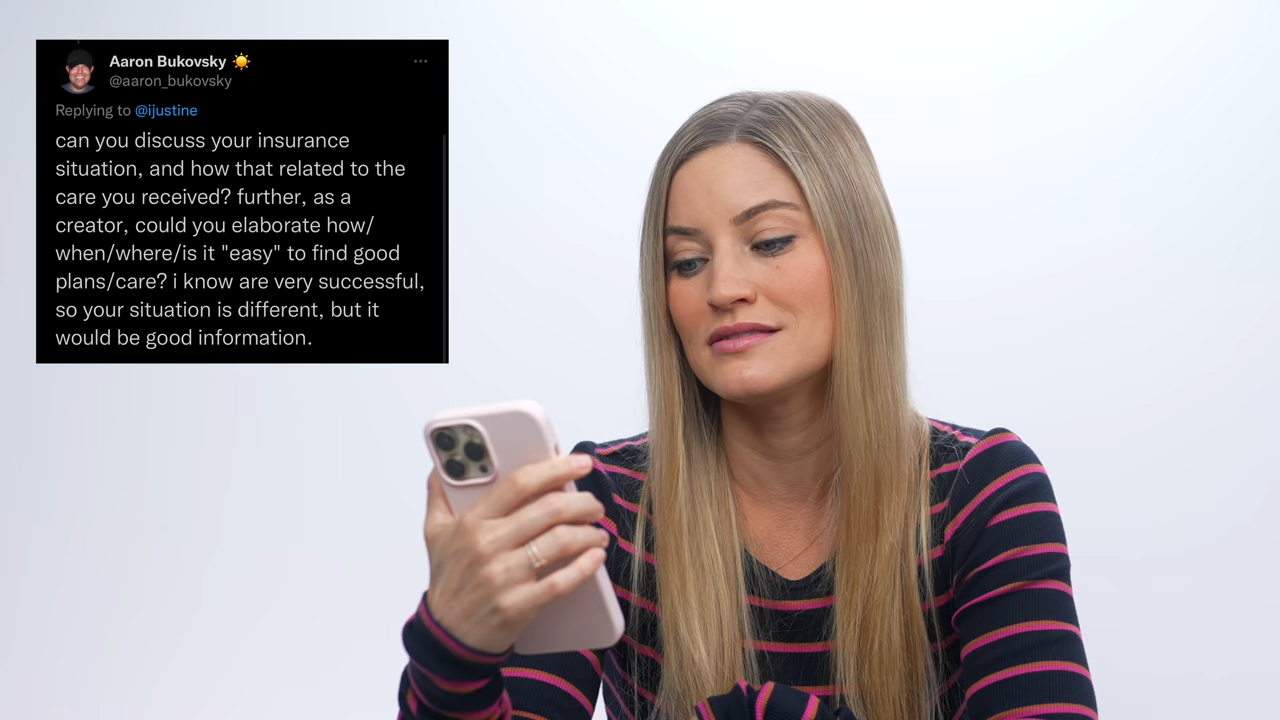 Aaron Bukovsky ☀️
@aaron_bukovsky
Replying to @ijustine
can you discuss your insurance
situation, and how that related to the
care you received? further, as a
creator, could you elaborate how/
when/where/is it "easy" to find good
plans/care? i know are very successful,
so your situation is different, but it
would be good information.